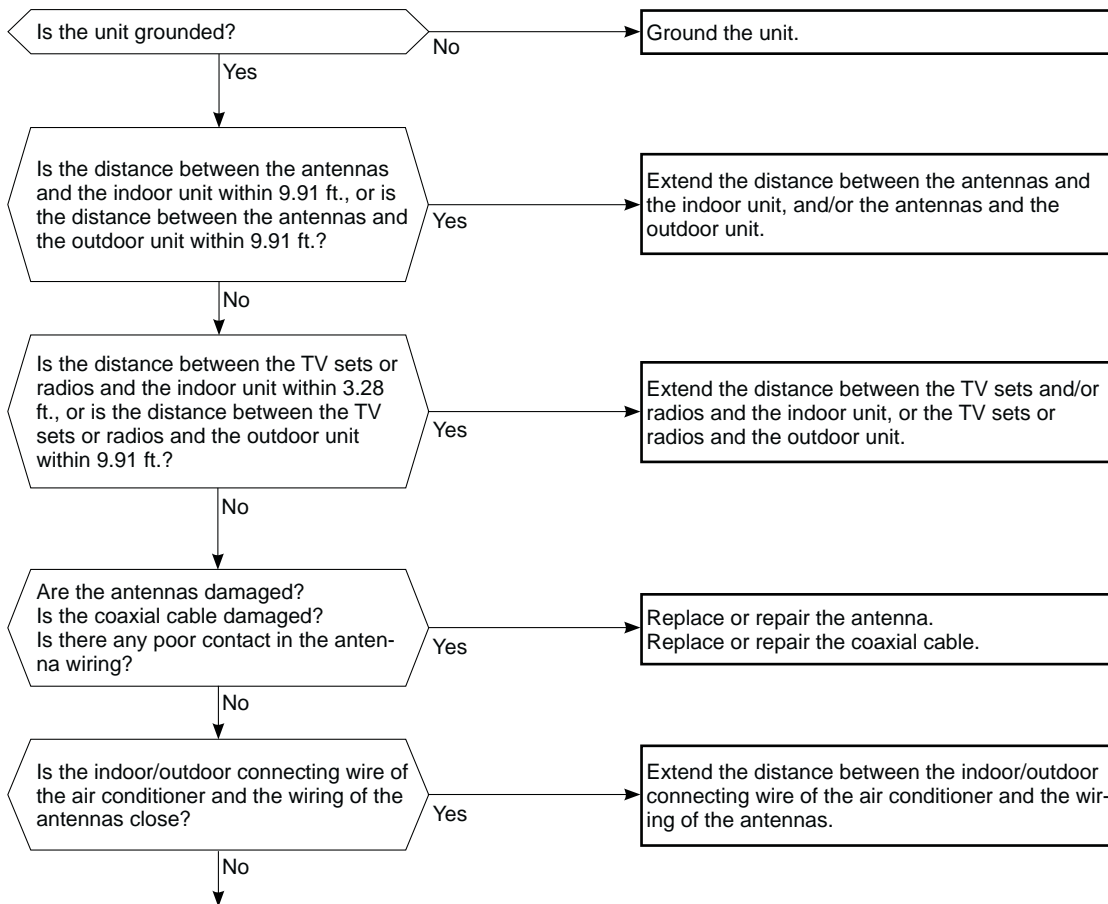 Is the unit grounded?
No
Ground the unit.
Yes
Is the distance between the antennas
and the indoor unit within 9.91 ft., or is
the distance between the antennas and
the outdoor unit within 9.91 ft.?
Yes
Extend the distance between the antennas and
the indoor unit, and/or the antennas and the
outdoor unit.
No
Is the distance between the TV sets or
radios and the indoor unit within 3.28
ft., or is the distance between the TV
sets or radios and the outdoor unit
within 9.91 ft.?
Yes
Extend the distance between the TV sets and/or
radios and the indoor unit, or the TV sets or
radios and the outdoor unit.
No
Are the antennas damaged?
Is the coaxial cable damaged?
Is there any poor contact in the anten-
na wiring?
Yes
Replace or repair the antenna.
Replace or repair the coaxial cable.
No
Is the indoor/outdoor connecting wire of
the air conditioner and the wiring of the
antennas close?
Yes
Extend the distance between the indoor/outdoor
connecting wire of the air conditioner and the wir-
ing of the antennas.
No